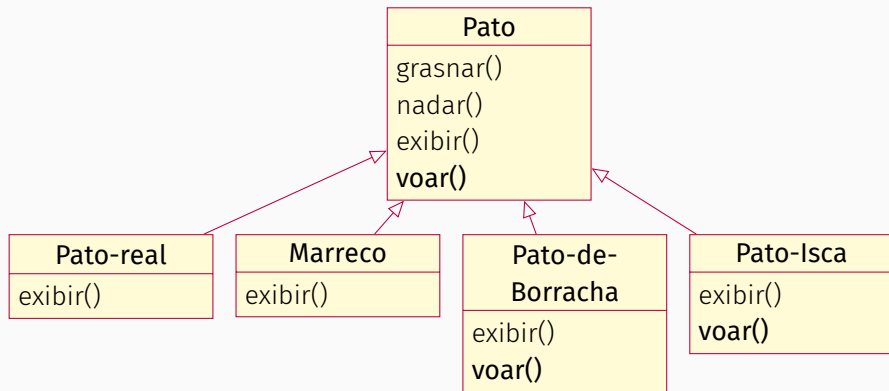 Pato
grasnar()
nadar()
exibir()
voar()
Pato-real
exibir()
Marreco
exibir()
Pato-de-
Borracha
exibir()
voar()
Pato-Isca
exibir()
voar()